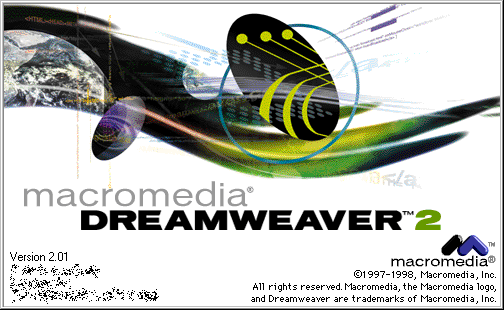 macromedia®
DREAMWEAVER™2
Version 2.01
macromedia®
©1997-1998, Macromedia, Inc.
All rights reserved. Macromedia, the Macromedia logo,
and Dreamweaver are trademarks of Macromedia, Inc.